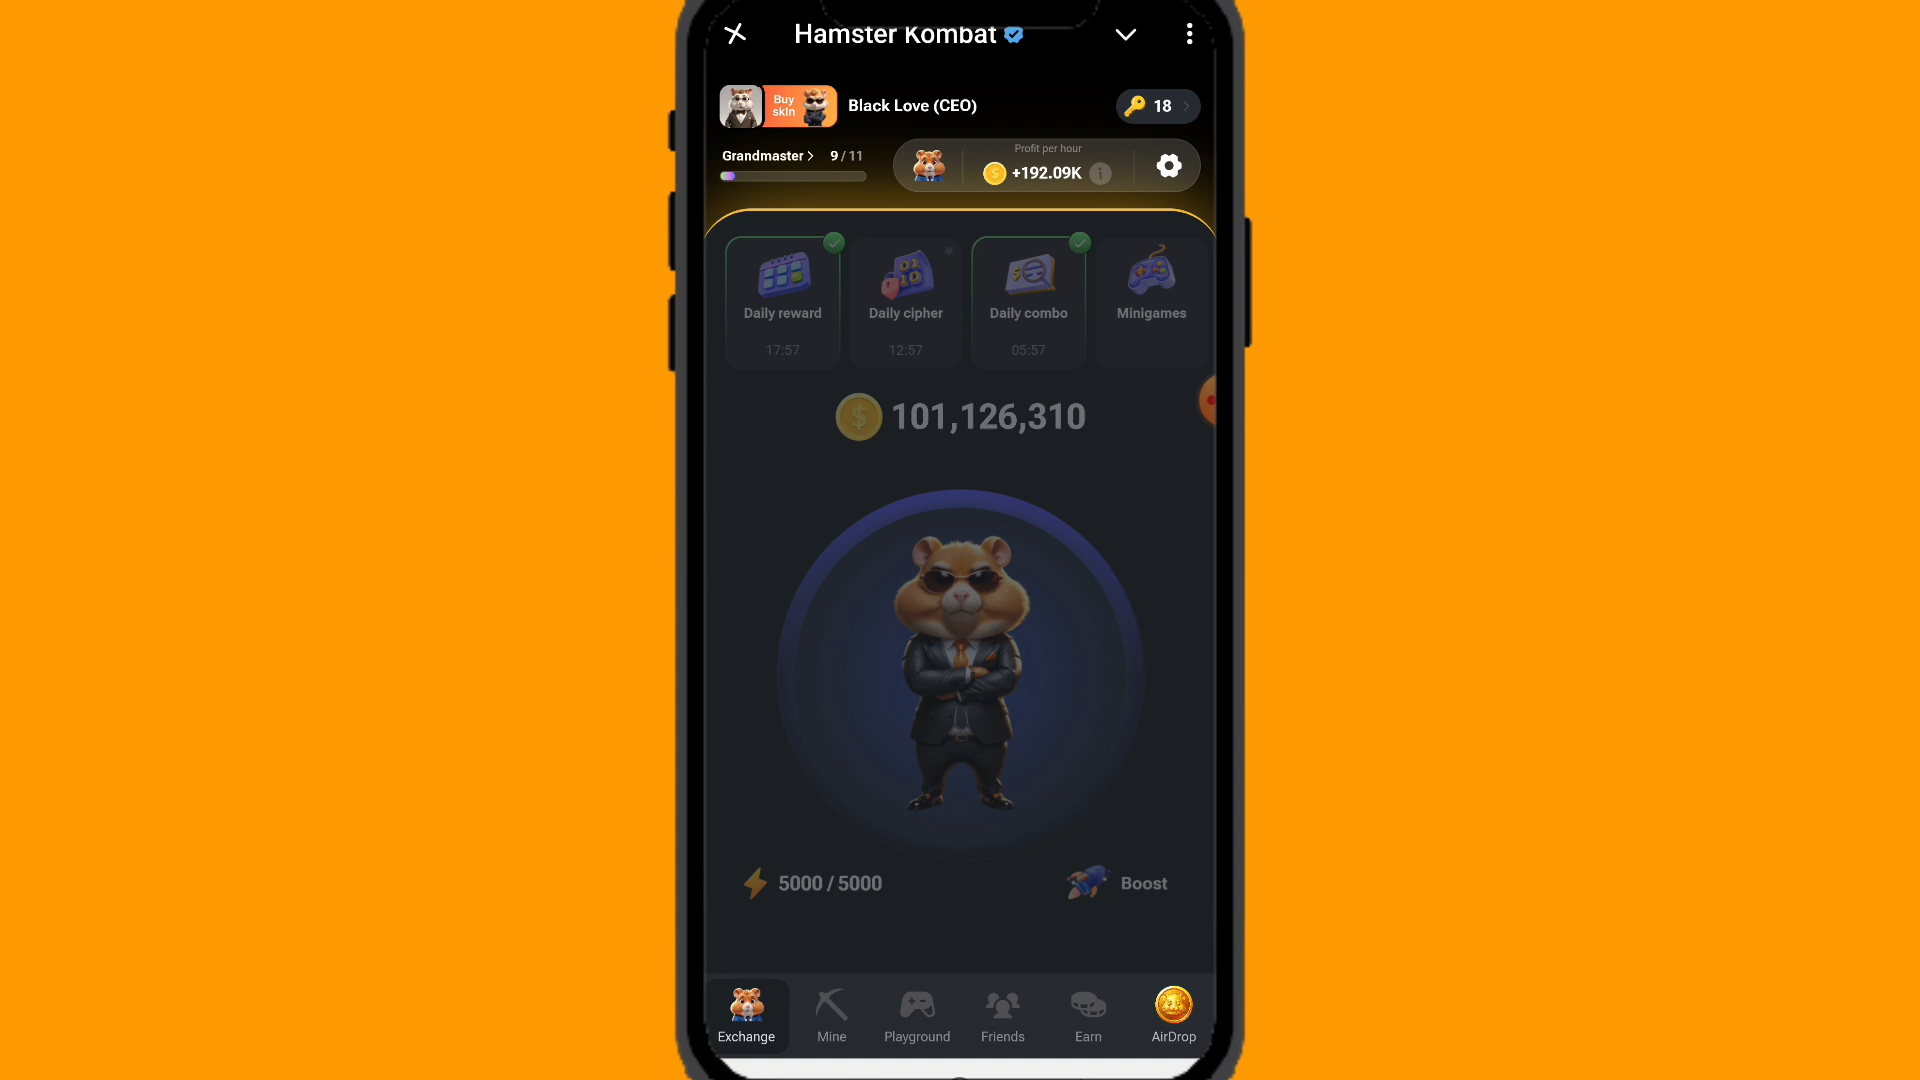 Hamster Kombat
Buy
skin
Black Love (CEO)
18
Grandmaster
9 / 11
Profit per hour
+192.09K
Daily reward
17:57
Daily cipher
12:57
Daily combo
05:57
Minigames
101,126,310
5000 / 5000
Boost
Exchange
Mine
Playground
Friends
Earn
AirDrop